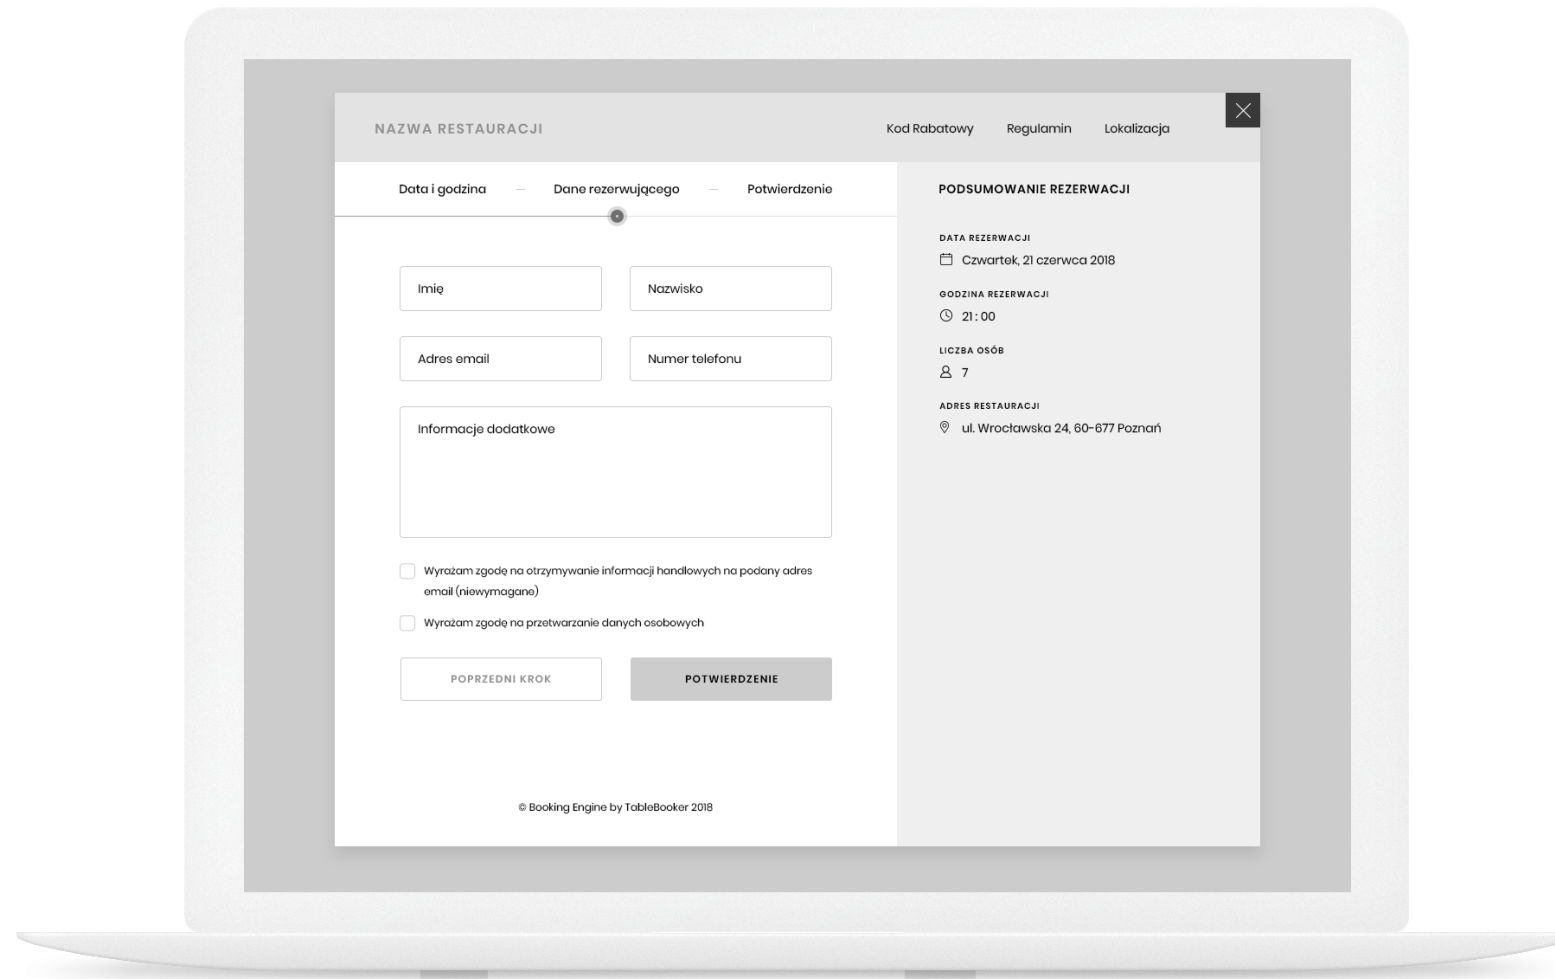 NAZWA RESTAURACJI
Kod Rabatowy
Regulamin
Lokalizacja
Data i godzina
Dane rezerwującego
Potwierdzenie
Imię
Nazwisko
Adres email
Numer telefonu
Informacje dodatkowe
Wyrażam zgodę na otrzymywanie informacji handlowych na podany adres
email (niewymagane)
Wyrażam zgodę na przetwarzanie danych osobowych
POPRZEDNI KROK
POTWIERDZENIE
© Booking Engine by TableBooker 2018
PODSUMOWANIE REZERWACJI
DATA REZERWACJI
Czwartek, 21 czerwca 2018
GODZINA REZERWACJI
21 : 00
LICZBA OSÓB
7
ADRES RESTAURACJI
ul. Wrocławska 24, 60-677 Poznań